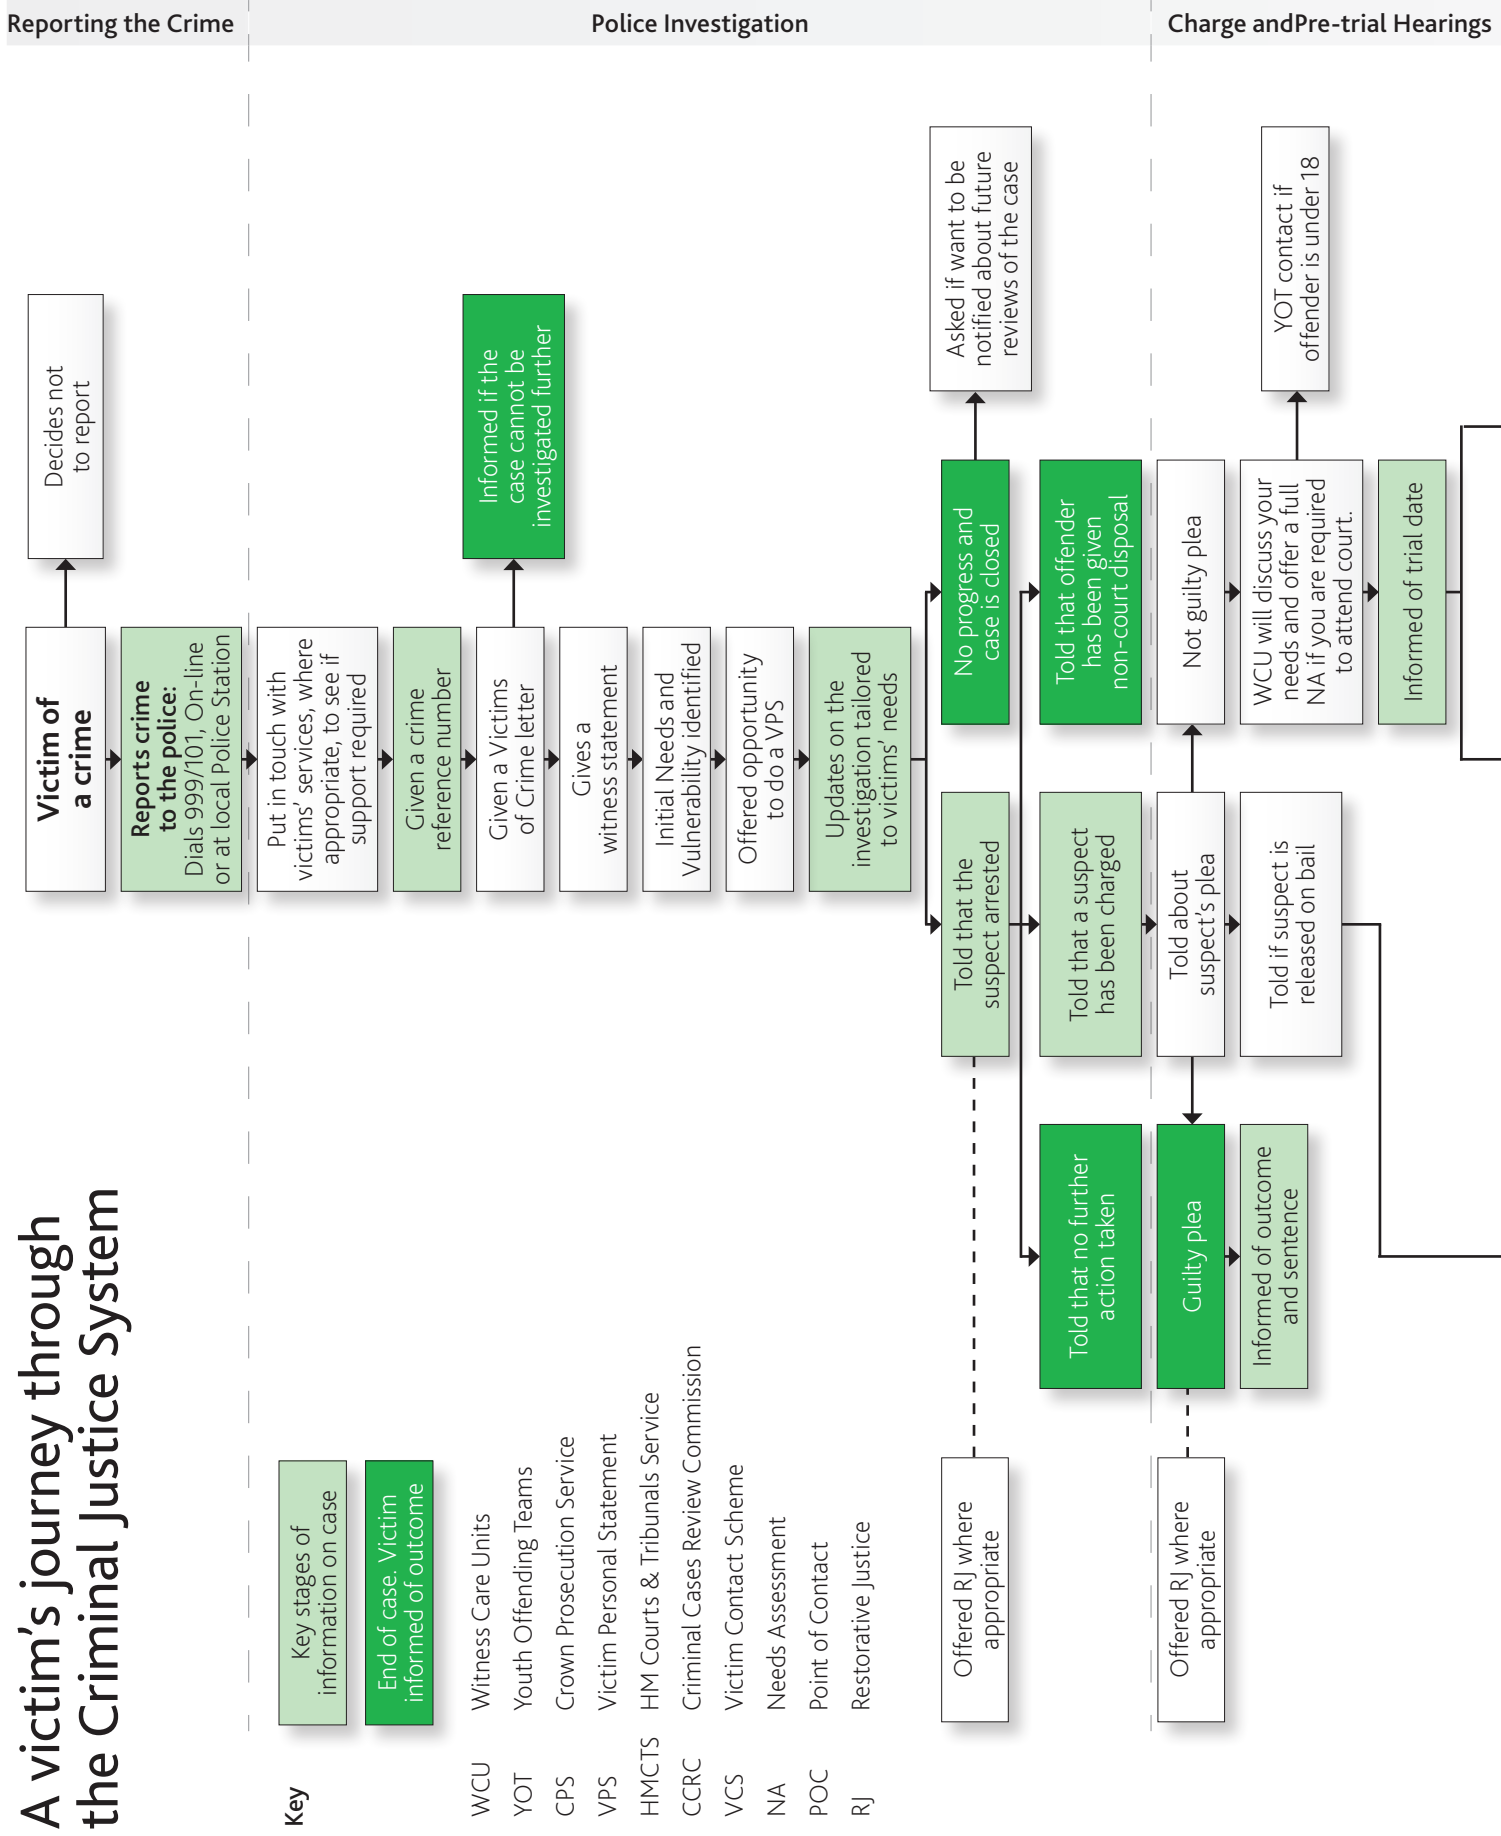 A victim's journey through
the Criminal Justice System
Reporting the Crime
Police Investigation
Charge andPre-trial Hearings
Key
Key stages of
information on case
End of case. Victim
informed of outcome
WCU Witness Care Units
YOT Youth Offending Teams
CPS Crown Prosecution Service
VPS Victim Personal Statement
HMCTS HM Courts & Tribunals Service
CCRC Criminal Cases Review Commission
VCS Victim Contact Scheme
NA Needs Assessment
POC Point of Contact
RJ Restorative Justice
Victim of
a crime
Decides not
to report
Reports crime
to the police:
Dials 999/101, On-line
or at local Police Station
Put in touch with
victims' services, where
appropriate, to see if
support required
Given a crime
reference number
Given a Victims
of Crime letter
Informed if the
case cannot be
investigated further
Gives a
witness statement
Initial Needs and
Vulnerability identified
Offered opportunity
to do a VPS
Updates on the
investigation tailored
to victims' needs
Offered RJ where
appropriate
Told that the
suspect arrested
No progress and
case is closed
Asked if want to be
notified about future
reviews of the case
Told that no further
action taken
Told that a suspect
has been charged
Told that offender
has been given
non-court disposal
Offered RJ where
appropriate
Guilty plea
Told about
suspect's plea
Not guilty plea
Informed of outcome
and sentence
Told if suspect is
released on bail
WCU will discuss your
needs and offer a full
NA if you are required
to attend court.
YOT contact if
offender is under 18
Informed of trial date